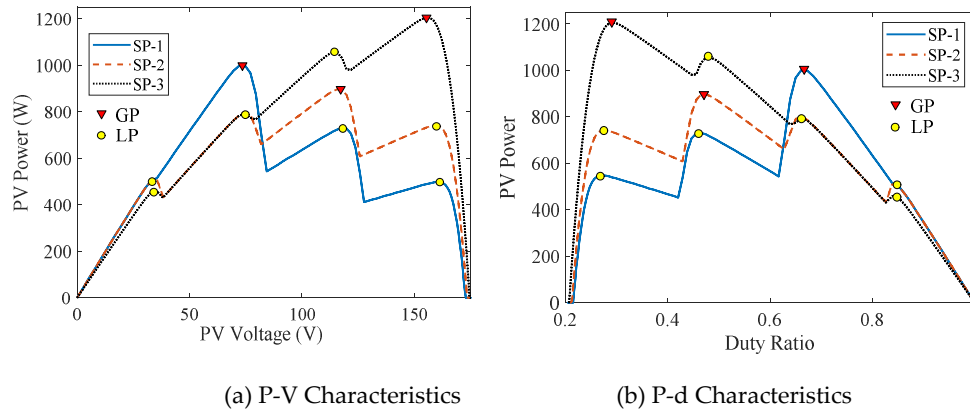 1200
1000
800
600
400
200
0
PV Power (W)
SP-1
SP-2
SP-3
GP
LP
0
50
100
150
PV Voltage (V)
(a) P-V Characteristics
1200
1000
800
600
400
200
0
PV Power
SP-1
SP-2
SP-3
GP
LP
0.2
0.4
0.6
0.8
Duty Ratio
(b) P-d Characteristics